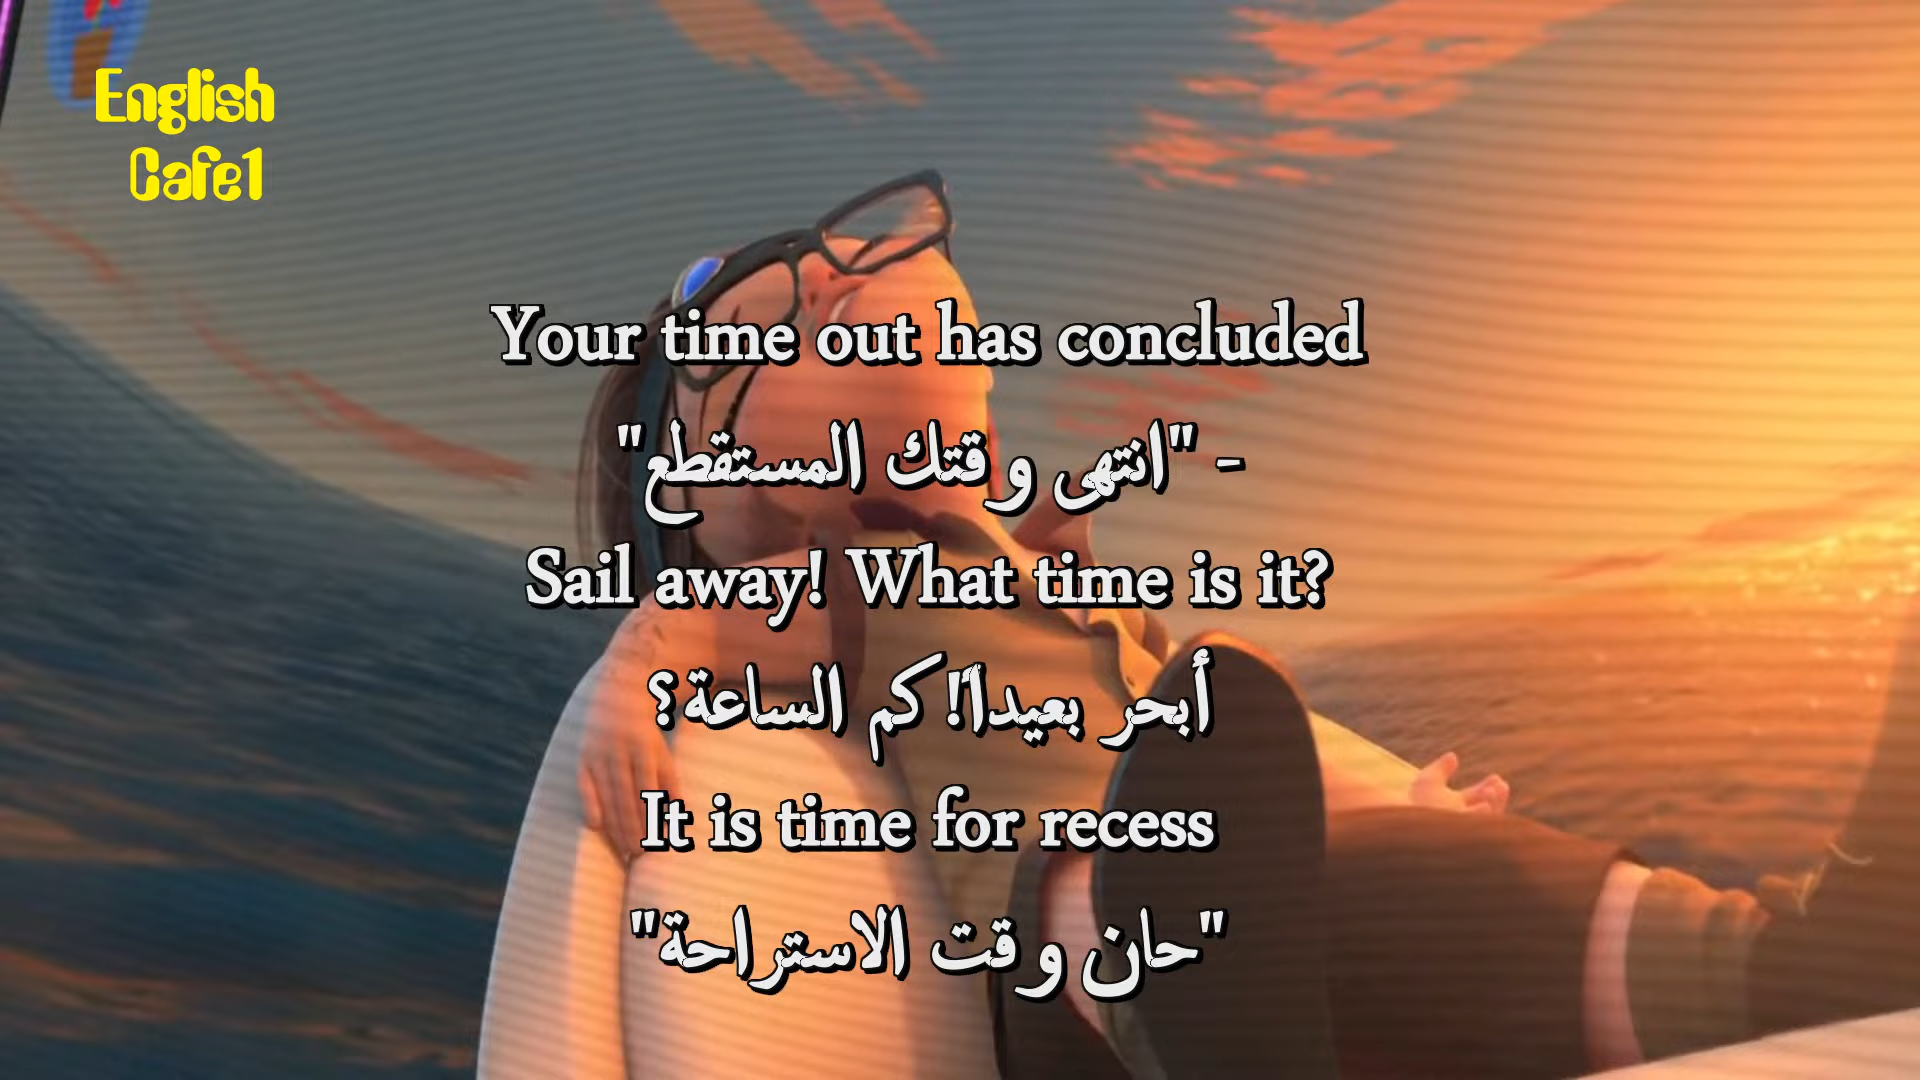 English
Cafe1
Your time out has concluded
- "انتهى وقتك المستقطع"
Sail away! What time is it?
أبحر بعيداً! كم الساعة؟
It is time for recess
"حان وقت الاستراحة"